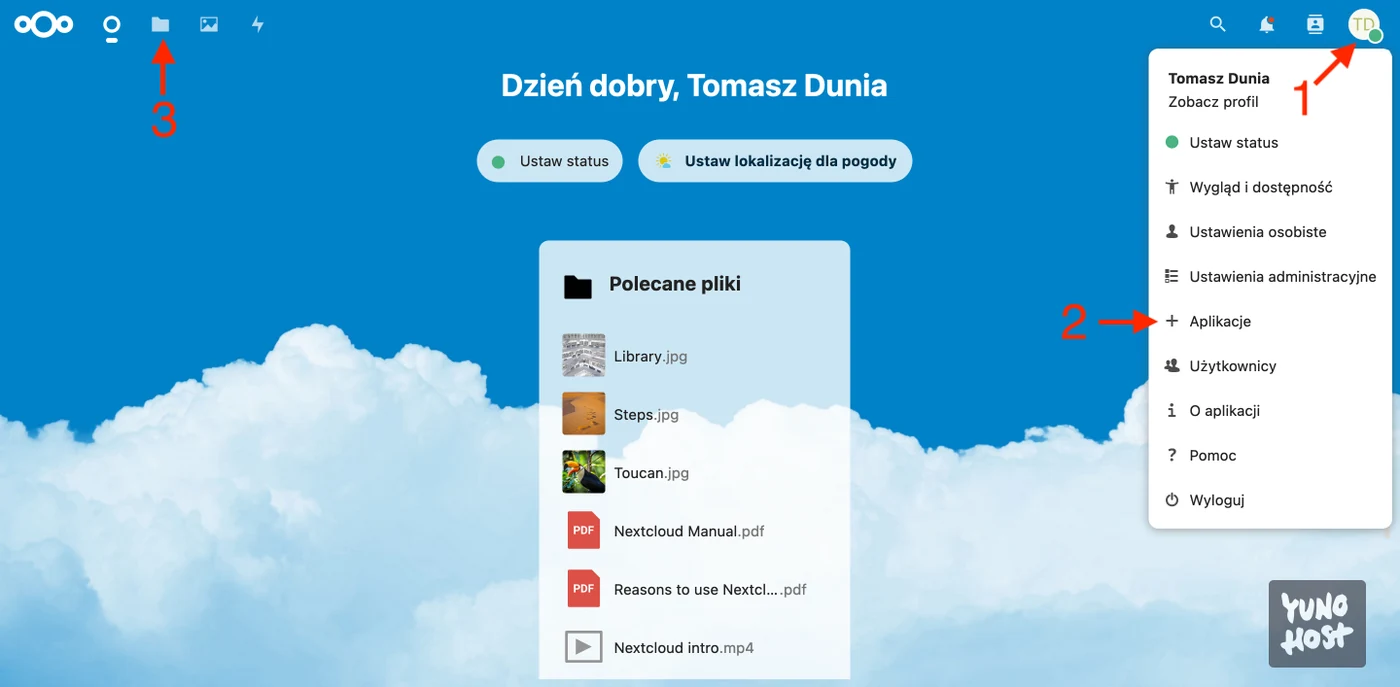 TD
3
1
Dzień dobry, Tomasz Dunia
Ustaw status
Ustaw lokalizację dla pogody
Polecane pliki
Library.jpg
Steps.jpg
Toucan.jpg
PDF Nextcloud Manual.pdf
PDF Reasons to use Nextcl... .pdf
Nextcloud intro.mp4
Tomasz Dunia
Zobacz profil
Ustaw status
Wygląd i dostępność
Ustawienia osobiste
Ustawienia administracyjne
2
Aplikacje
Użytkownicy
O aplikacji
Pomoc
Wyloguj
YUNO
HOST